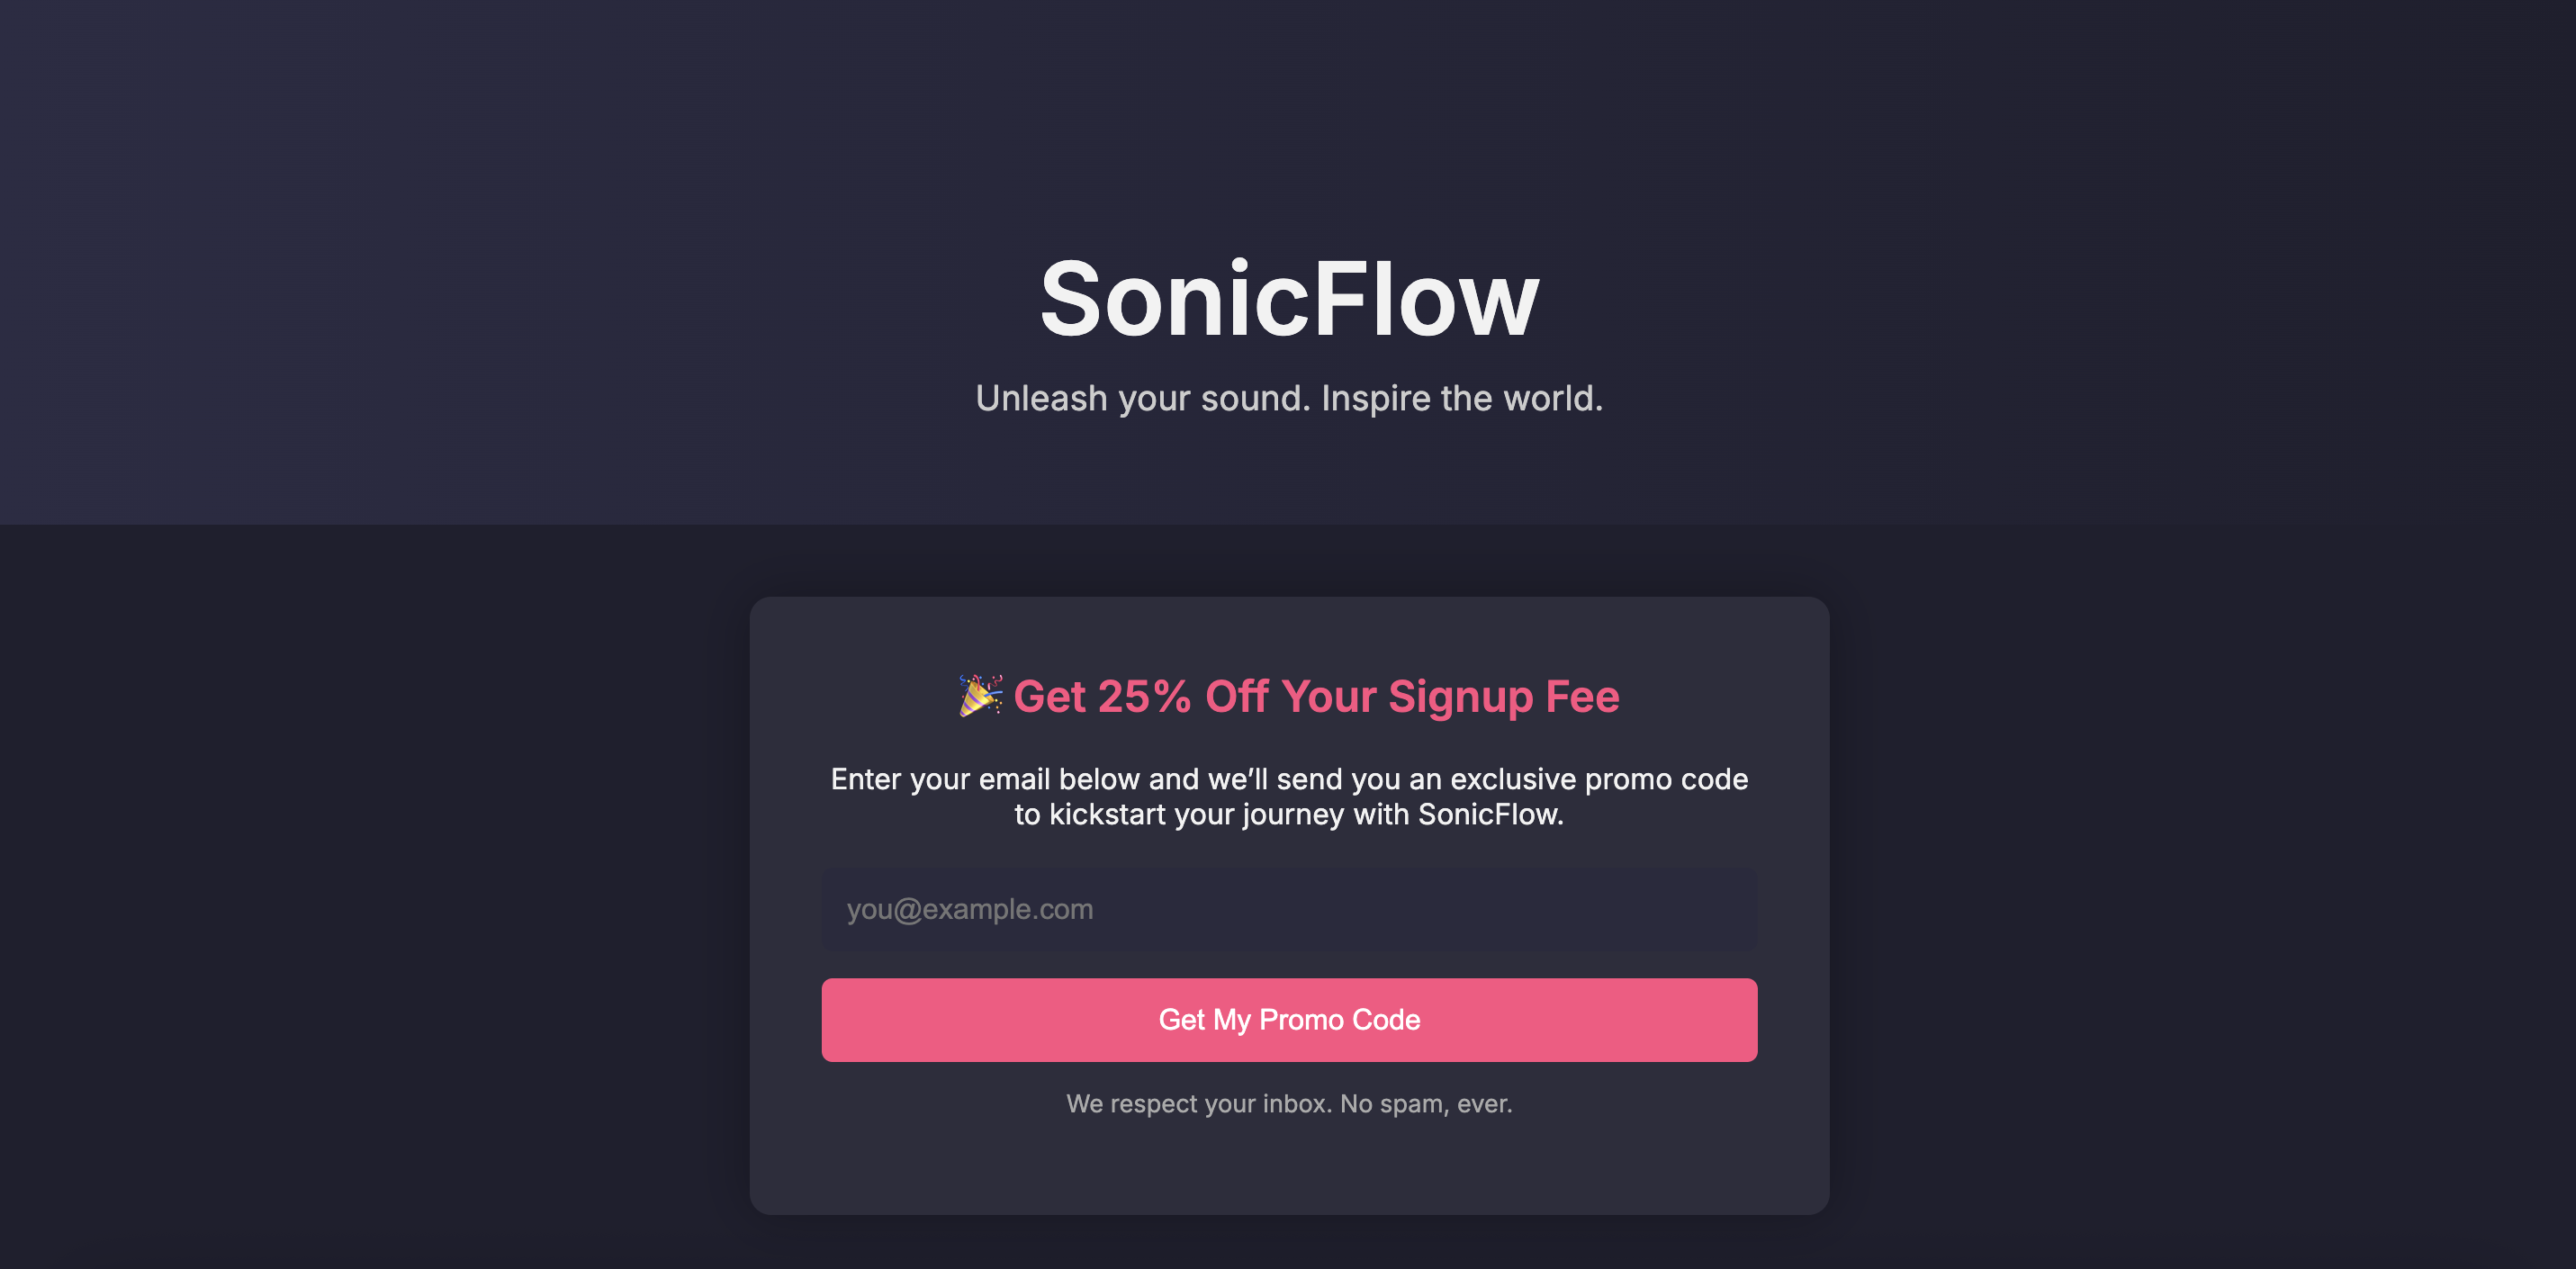 SonicFlow
Unleash your sound. Inspire the world.
🎉 Get 25% Off Your Signup Fee
Enter your email below and we’ll send you an exclusive promo code
to kickstart your journey with SonicFlow.
you@example.com
Get My Promo Code
We respect your inbox. No spam, ever.